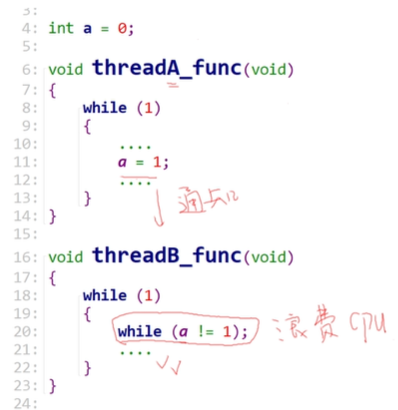 3:
4: int a = 0;
5:
6: void threadA_func(void)
7: {
8: while (1)
9: {
10: ....
11: a = 1;
12: ....
13: }
14: }
15:
16: void threadB_func(void)
17: {
18: while (1)
19: {
20: while (a != 1);
21: ....
22: }
23: }
24:
浪费CPU